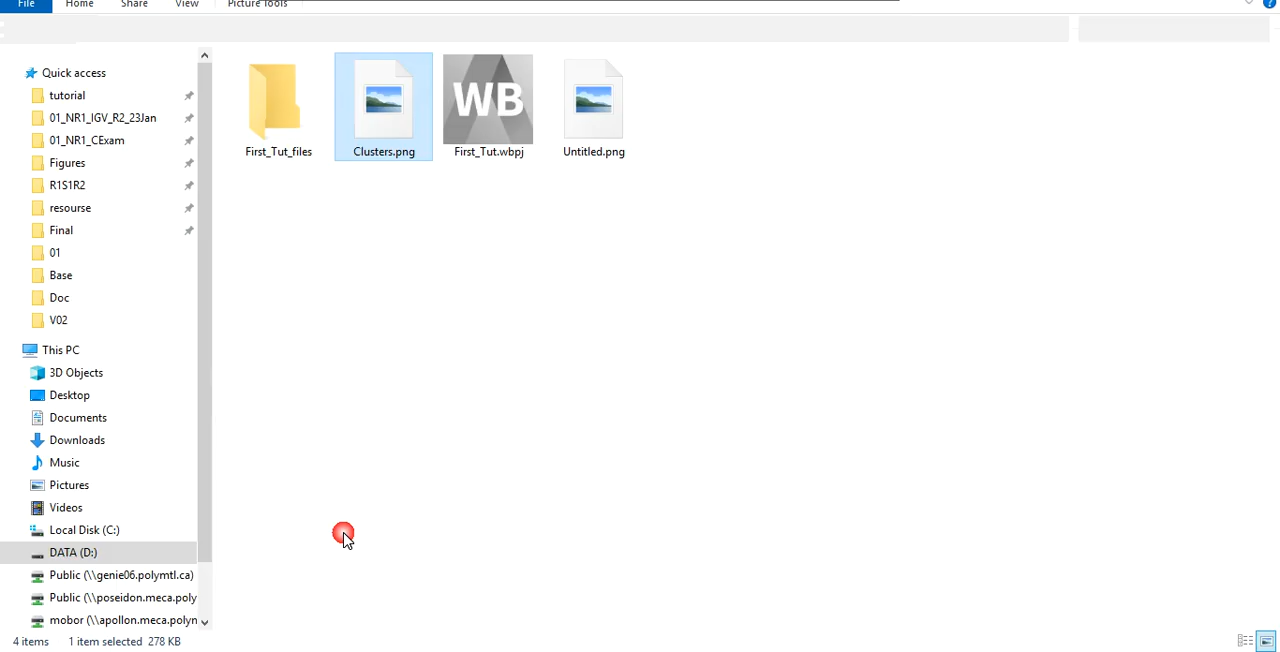 File Home Share View Picture Tools
Quick access
tutorial
01_NR1_IGV_R2_23Jan
01_NR1_CExam
Figures
R1S1R2
resourse
Final
01
Base
Doc
V02
This PC
3D Objects
Desktop
Documents
Downloads
Music
Pictures
Videos
Local Disk (C:)
DATA (D:)
Public (\\genie06.polymtl.ca)
Public (\\poseidon.meca.poly
mobor (\\apollon.meca.polyn
WB
First_Tut_files Clusters.png First_Tut.wbpj Untitled.png
4 items 1 item selected 278 KB